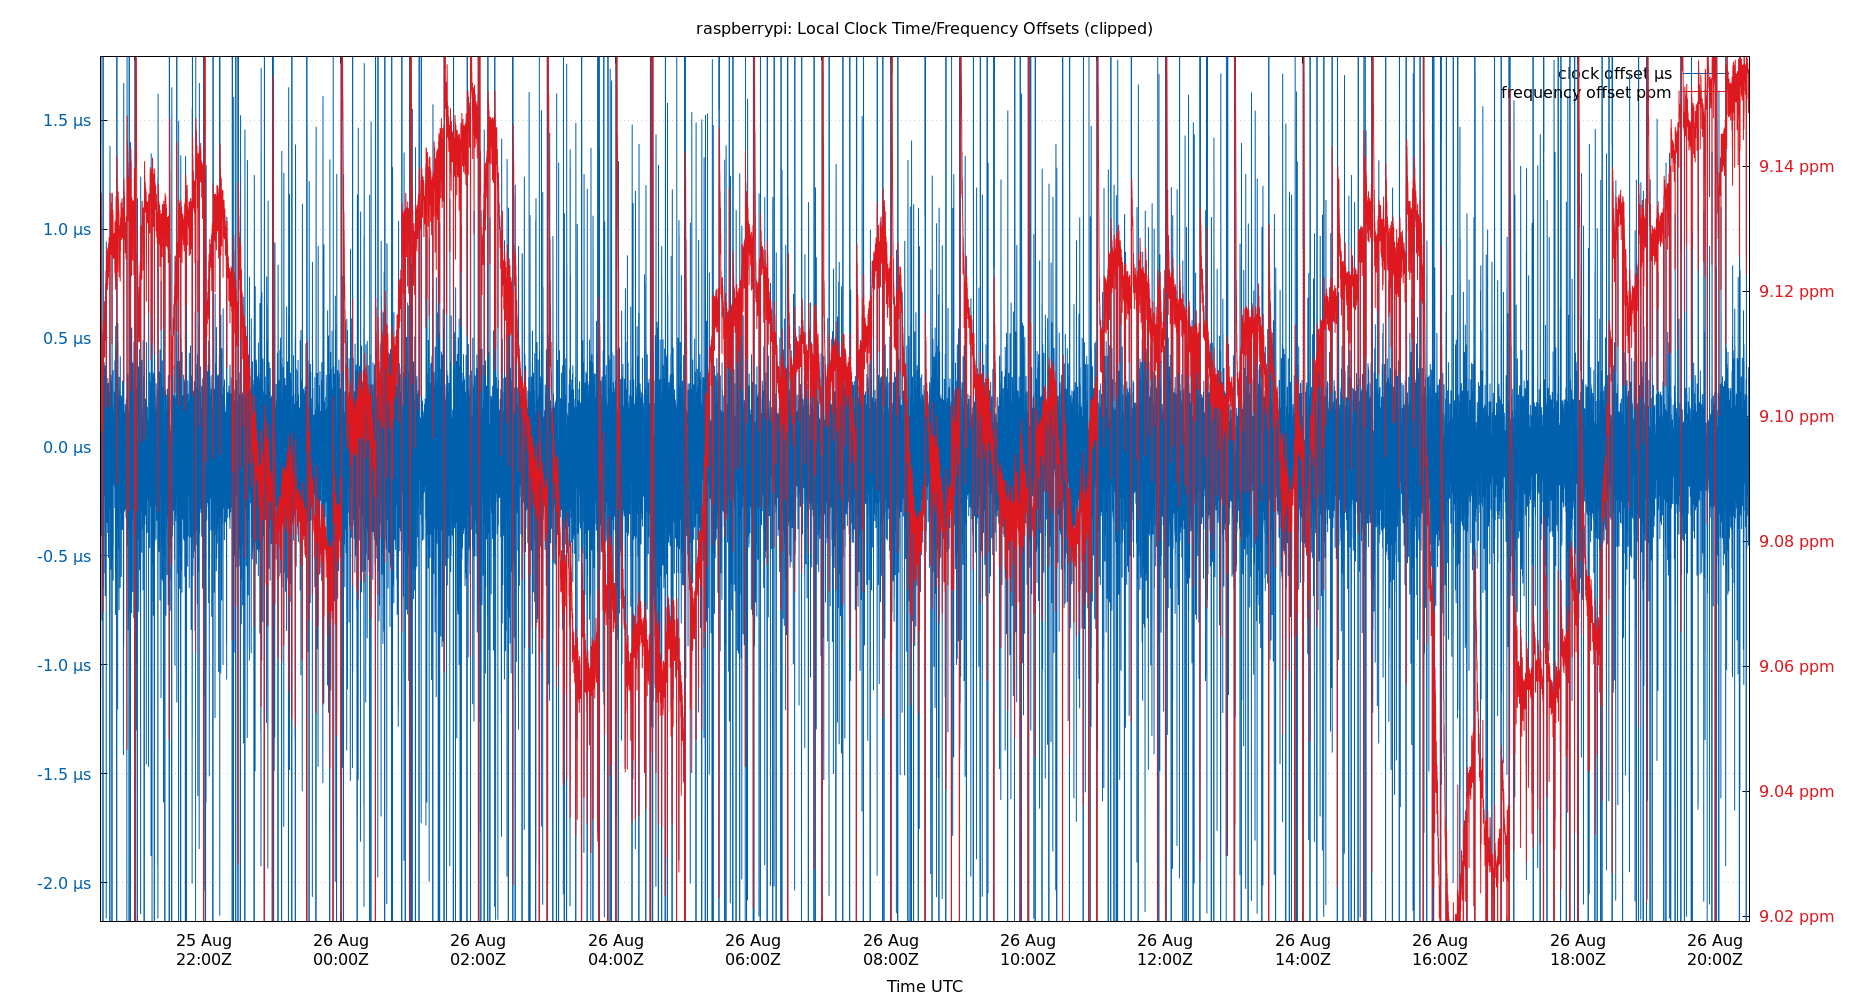 raspberrypi: Local Clock Time/Frequency Offsets (clipped)
clock offset µs
frequency offset ppm
1.5 µs
1.0 µs
0.5 µs
0.0 µs
-0.5 µs
-1.0 µs
-1.5 µs
-2.0 µs
9.14 ppm
9.12 ppm
9.10 ppm
9.08 ppm
9.06 ppm
9.04 ppm
9.02 ppm
25 Aug
22:00Z
26 Aug
00:00Z
26 Aug
02:00Z
26 Aug
04:00Z
26 Aug
06:00Z
26 Aug
08:00Z
26 Aug
10:00Z
26 Aug
12:00Z
26 Aug
14:00Z
26 Aug
16:00Z
26 Aug
18:00Z
26 Aug
20:00Z
Time UTC